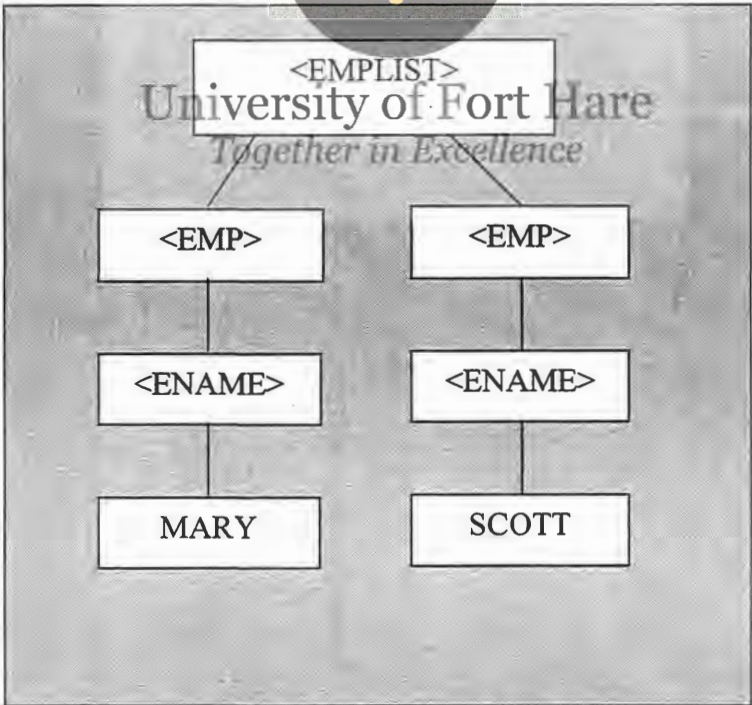 <EMPLIST>
University of Fort Hare
Together in Excellence
<EMP> <EMP>
<ENAME> <ENAME>
MARY SCOTT